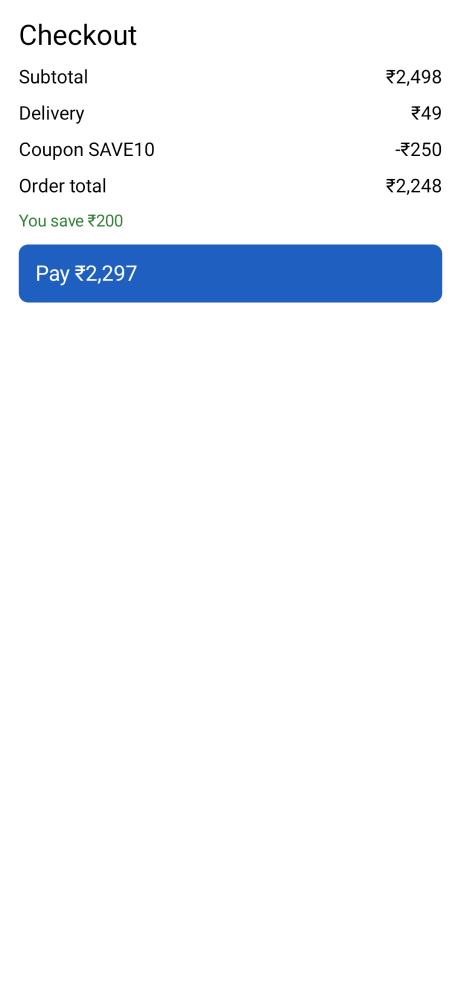 Checkout
Subtotal ₹2,498
Delivery ₹49
Coupon SAVE10 -₹250
Order total ₹2,248
You save ₹200
Pay ₹2,297